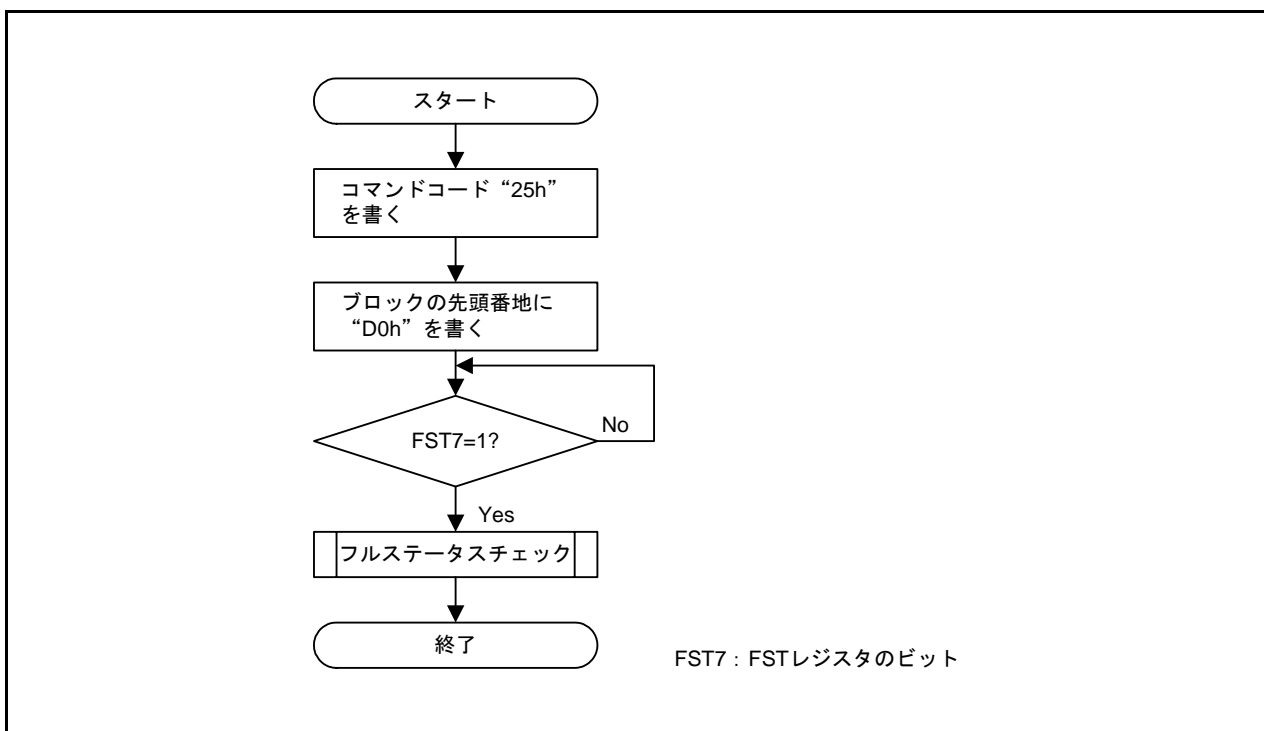 スタート
コマンドコード“25h”
を書く
ブロックの先頭番地に
“D0h”を書く
FST7=1?
No
Yes
フルステータスチェック
終了
FST7：FSTレジスタのビット